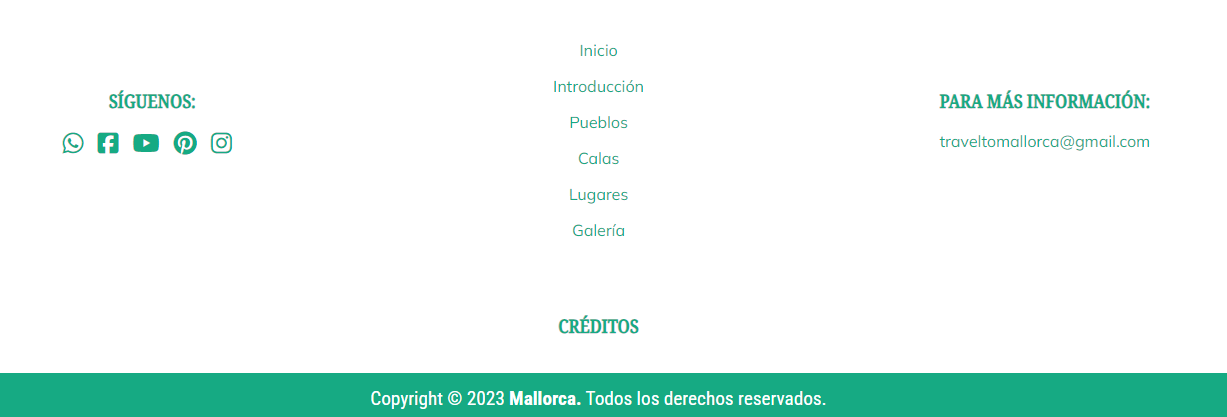 SÍGUENOS:
Inicio
Introducción
Pueblos
Calas
Lugares
Galería
PARA MÁS INFORMACIÓN:
traveltomallorca@gmail.com
CRÉDITOS
Copyright © 2023 Mallorca. Todos los derechos reservados.